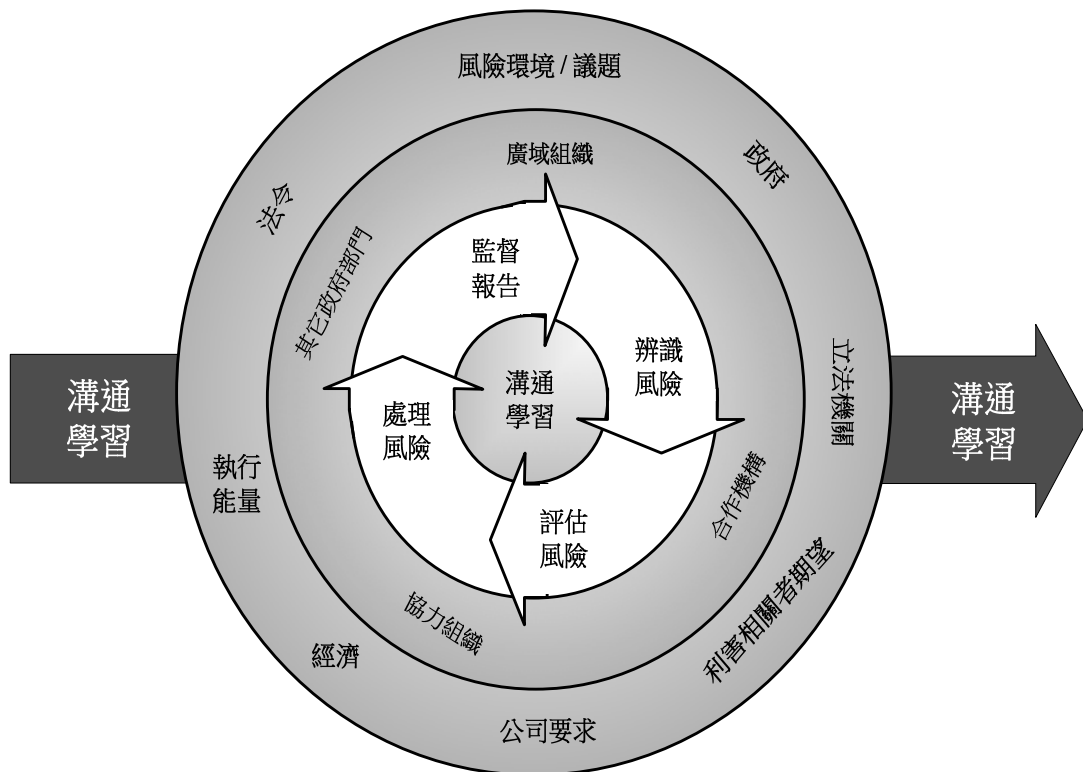 風險環境 / 議題
政府
法令
廣域組織
其它政府部門
監督
報告
辨識
風險
立法機關
溝通
學習
溝通
學習
處理
風險
溝通
學習
執行
能量
合作機構
評估
風險
利害相關者期望
協力組織
經濟
公司要求